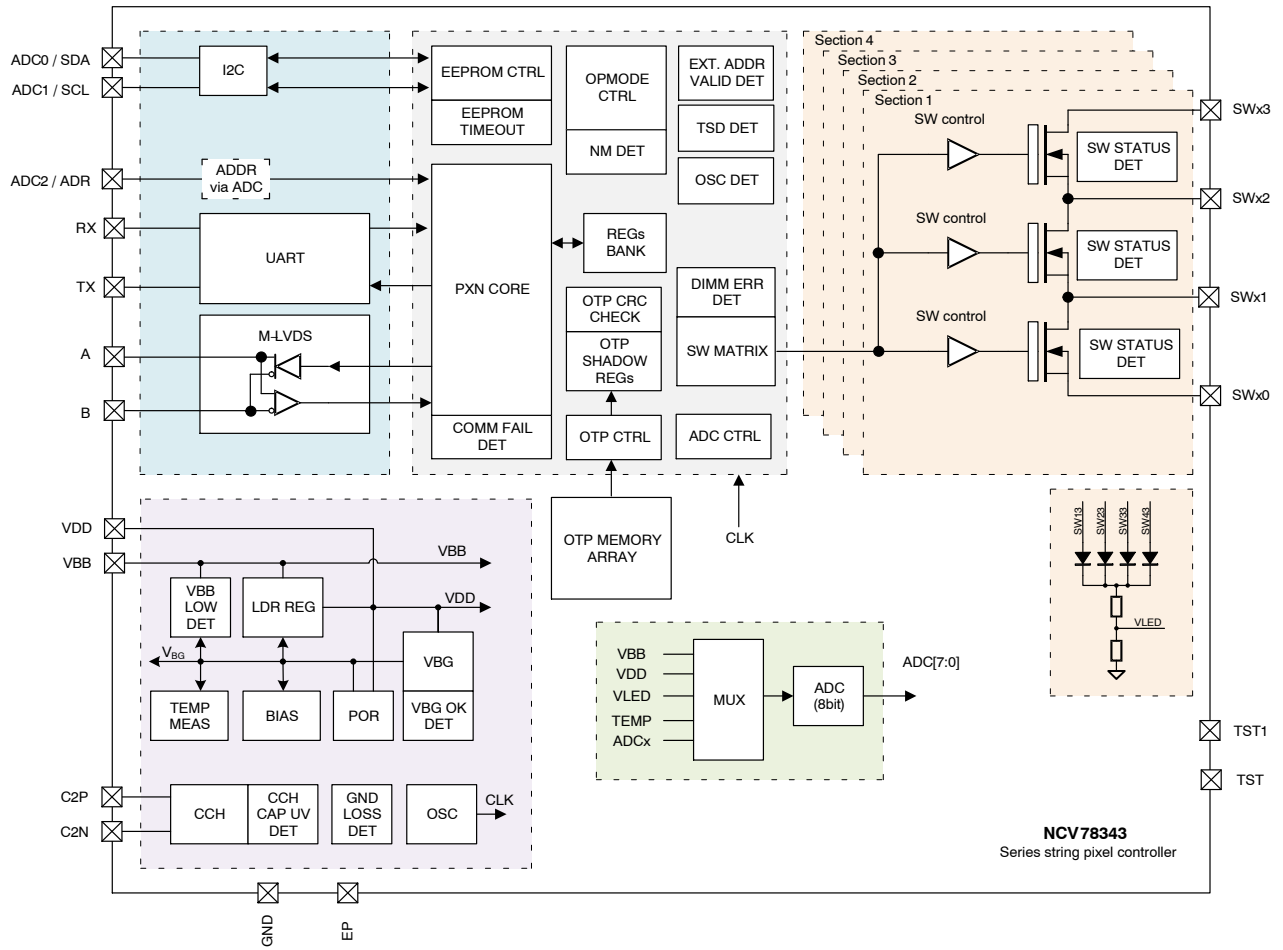 ADC0 / SDA
ADC1 / SCL
ADC2 / ADR
RX
TX
A
B
VDD
VBB
C2P
C2N
GND
EP
I2C
ADDR
via ADC
UART
M-LVDS
EEPROM CTRL
EEPROM
TIMEOUT
PXN CORE
COMM FAIL
DET
OPMODE
CTRL
NM DET
REGs
BANK
OTP CRC
CHECK
OTP
SHADOW
REGs
OTP CTRL
EXT. ADDR
VALID DET
TSD DET
OSC DET
DIMM ERR
DET
SW MATRIX
ADC CTRL
OTP MEMORY
ARRAY
CLK
Section 4
Section 3
Section 2
Section 1
SW control
SW STATUS
DET
SW control
SW STATUS
DET
SW control
SW STATUS
DET
SWx3
SWx2
SWx1
SWx0
SW13
SW23
SW33
SW43
VLED
TST1
TST
VBB
VDD
VBB
LOW
DET
LDR REG
VBG
VBG
VBG OK
DET
TEMP
MEAS
BIAS
POR
CCH
CCH
CAP UV
DET
GND
LOSS
DET
OSC
CLK
VBB
VDD
VLED
TEMP
ADCx
MUX
ADC
(8bit)
ADC[7:0]
NCV78343
Series string pixel controller